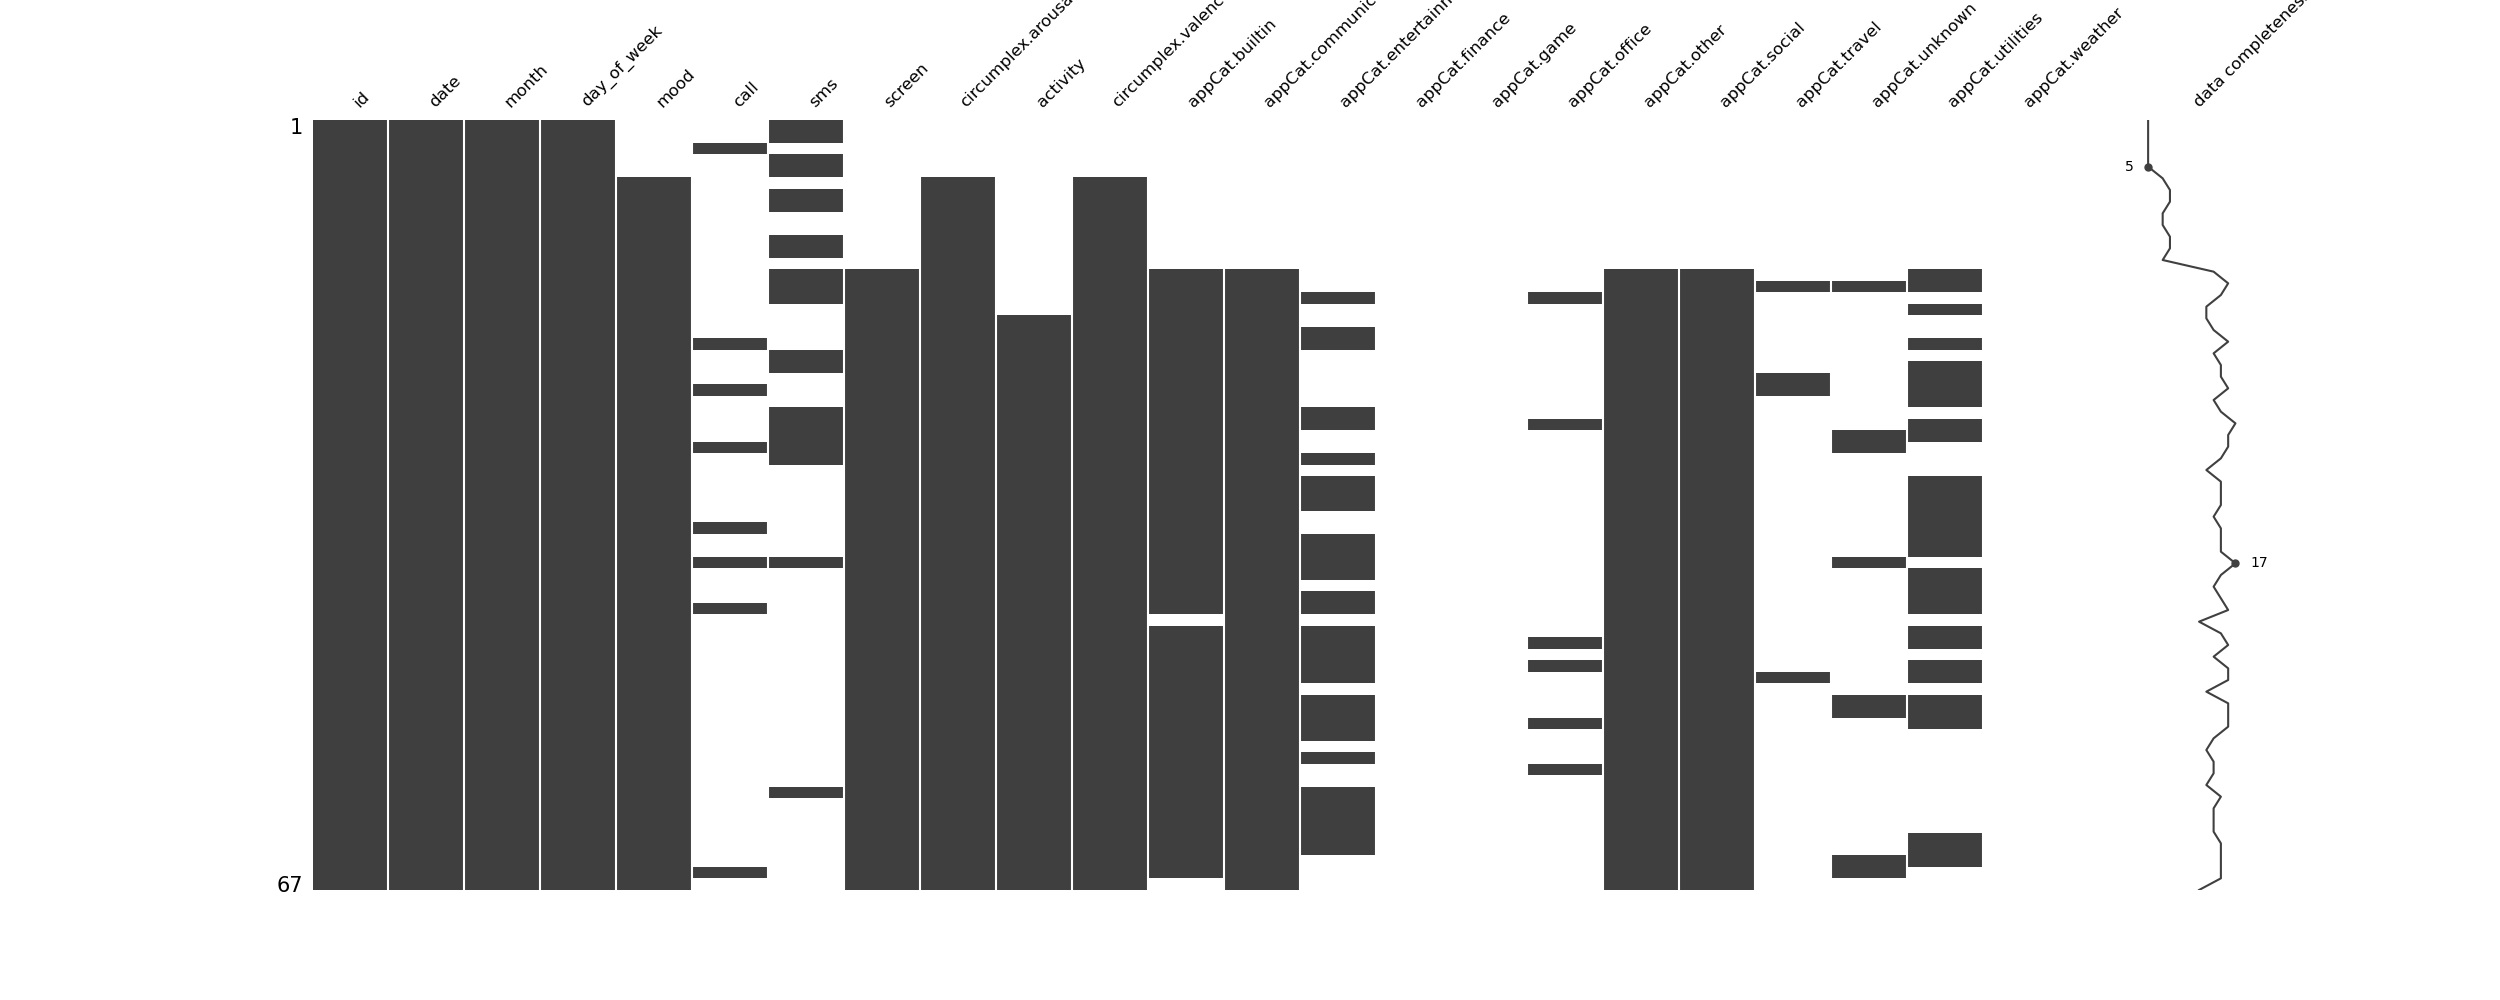 id
date
month
day_of_week
mood
call
sms
screen
circumplex.arousa
activity
circumplex.valenc
appCat.builtin
appCat.communic
appCat.entertainm
appCat.finance
appCat.game
appCat.office
appCat.other
appCat.social
appCat.travel
appCat.unknown
appCat.utilities
appCat.weather
data completeness
1
5
17
67